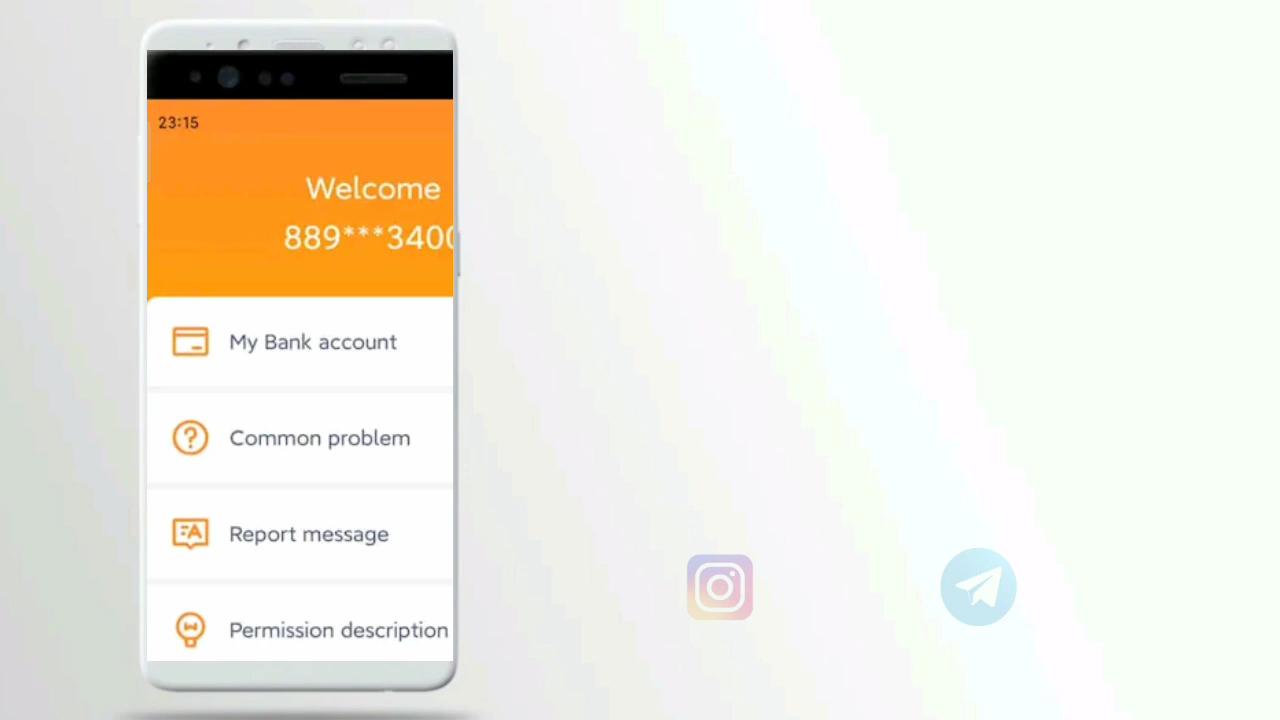 23:15
Welcome
889***3400
My Bank account
Common problem
Report message
Permission description